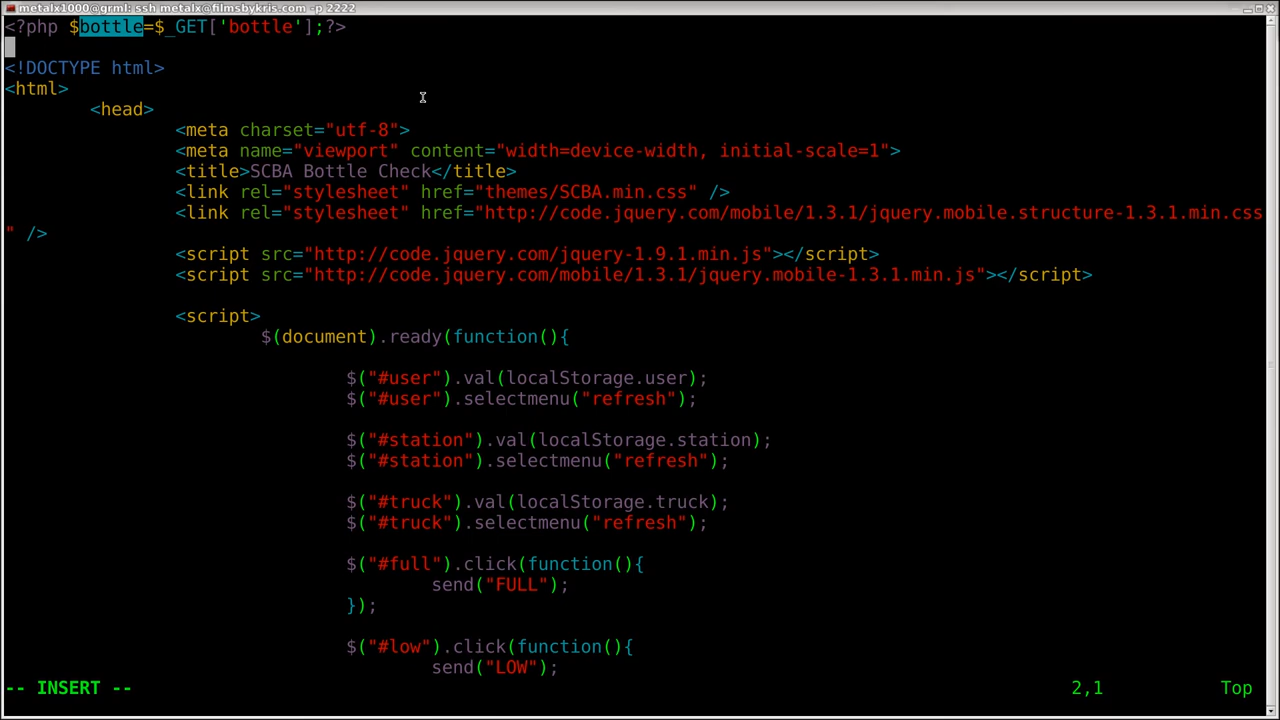 metalx1000@grml: ssh metalx@filmsbykris.com -p 2222
<?php $bottle=$_GET['bottle'];?>
<!DOCTYPE html>
<html>
<head>
<meta charset="utf-8">
<meta name="viewport" content="width=device-width, initial-scale=1">
<title>SCBA Bottle Check</title>
<link rel="stylesheet" href="themes/SCBA.min.css" />
<link rel="stylesheet" href="http://code.jquery.com/mobile/1.3.1/jquery.mobile.structure-1.3.1.min.css
" />
<script src="http://code.jquery.com/jquery-1.9.1.min.js"></script>
<script src="http://code.jquery.com/mobile/1.3.1/jquery.mobile-1.3.1.min.js"></script>
<script>
$(document).ready(function(){
$("#user").val(localStorage.user);
$("#user").selectmenu("refresh");
$("#station").val(localStorage.station);
$("#station").selectmenu("refresh");
$("#truck").val(localStorage.truck);
$("#truck").selectmenu("refresh");
$("#full").click(function(){
send("FULL");
});
$("#low").click(function(){
send("LOW");
-- INSERT -- 2,1 Top